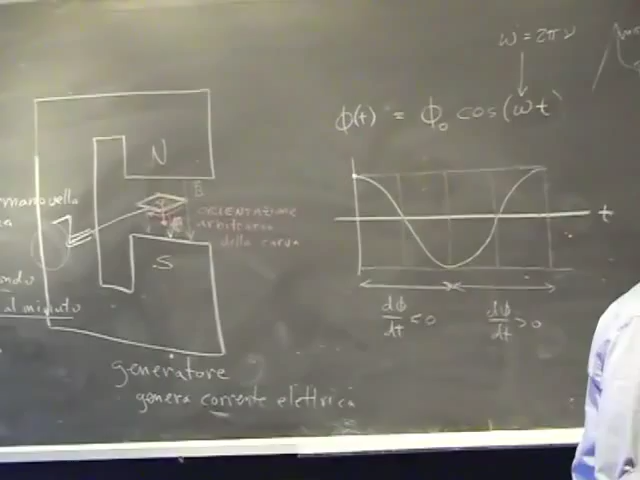 ω = 2πν
φ(t) = φ₀ cos(ωt)
N
B
manovella
ORIENTAZIONE
arbitraria
della curva
S
al minuto
t
dφ/dt < 0
dφ/dt > 0
generatore
genera corrente elettrica